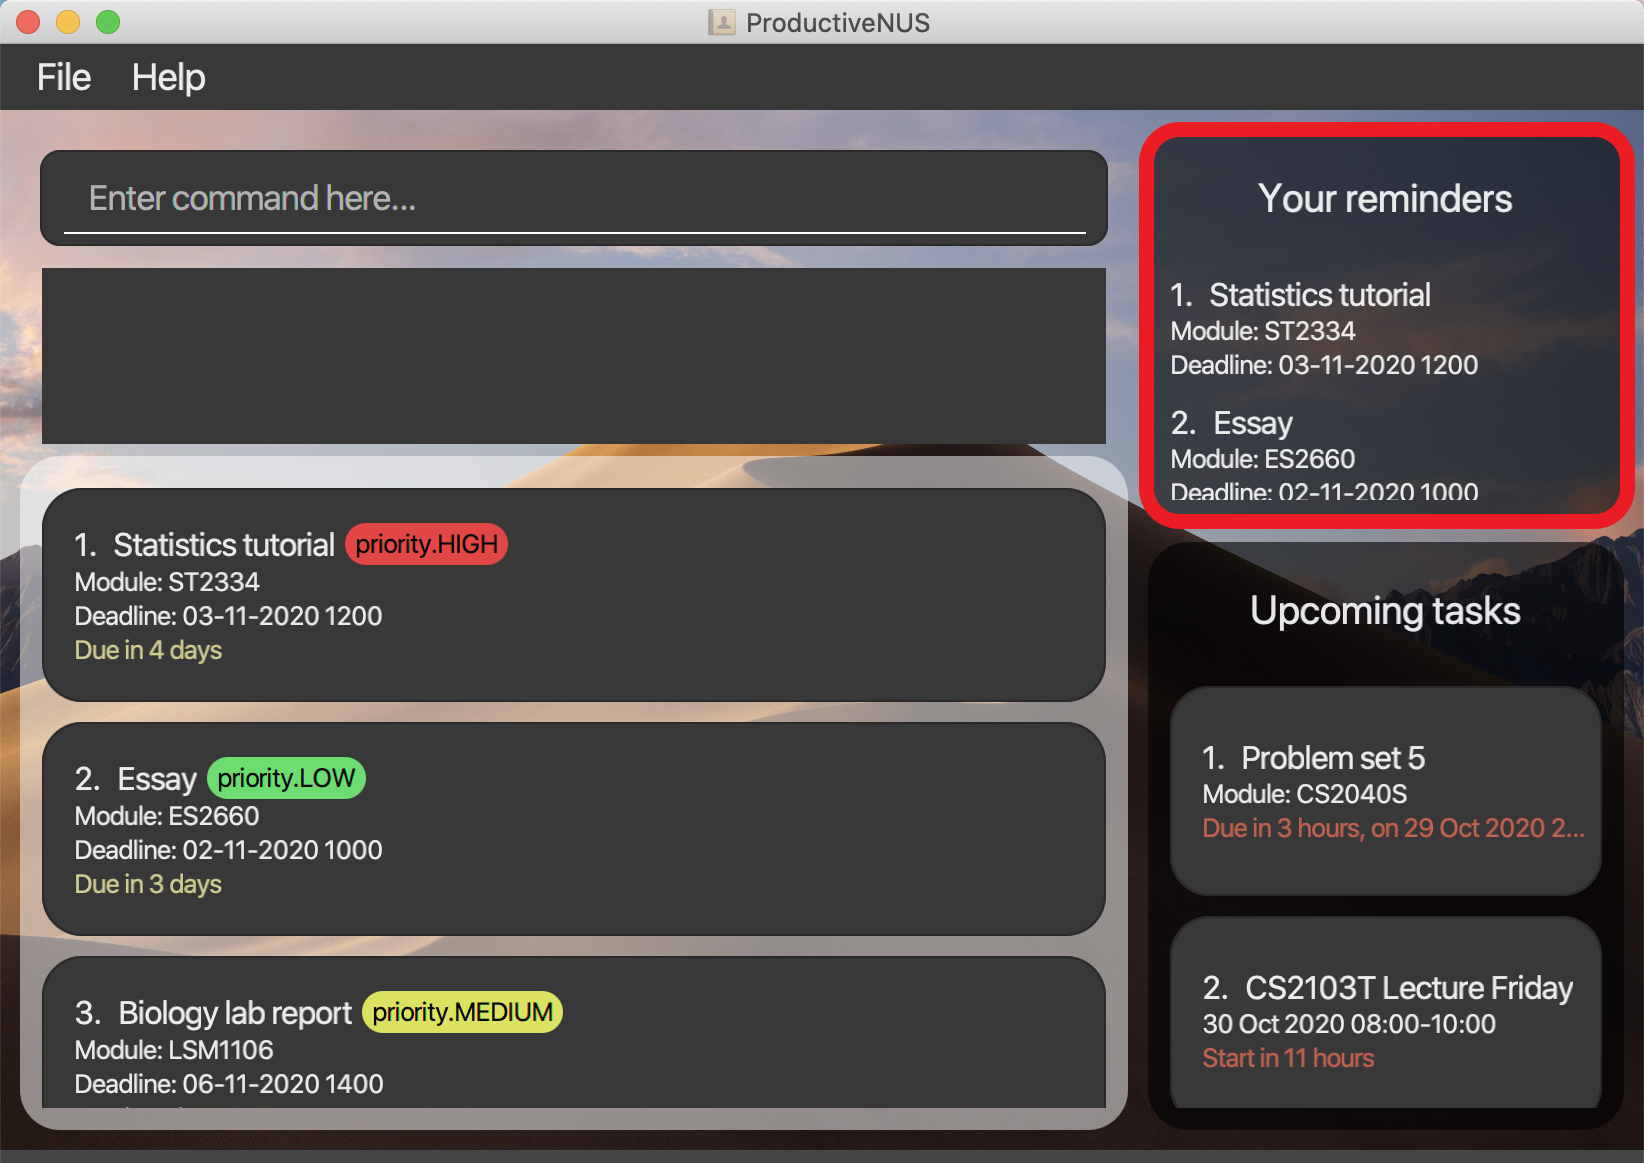 ProductiveNUS
File Help
Enter command here...
1. Statistics tutorial priority.HIGH
Module: ST2334
Deadline: 03-11-2020 1200
Due in 4 days
2. Essay priority.LOW
Module: ES2660
Deadline: 02-11-2020 1000
Due in 3 days
3. Biology lab report priority.MEDIUM
Module: LSM1106
Deadline: 06-11-2020 1400
Your reminders
1. Statistics tutorial
Module: ST2334
Deadline: 03-11-2020 1200
2. Essay
Module: ES2660
Deadline: 02-11-2020 1000
Upcoming tasks
1. Problem set 5
Module: CS2040S
Due in 3 hours, on 29 Oct 2020 2...
2. CS2103T Lecture Friday
30 Oct 2020 08:00-10:00
Start in 11 hours